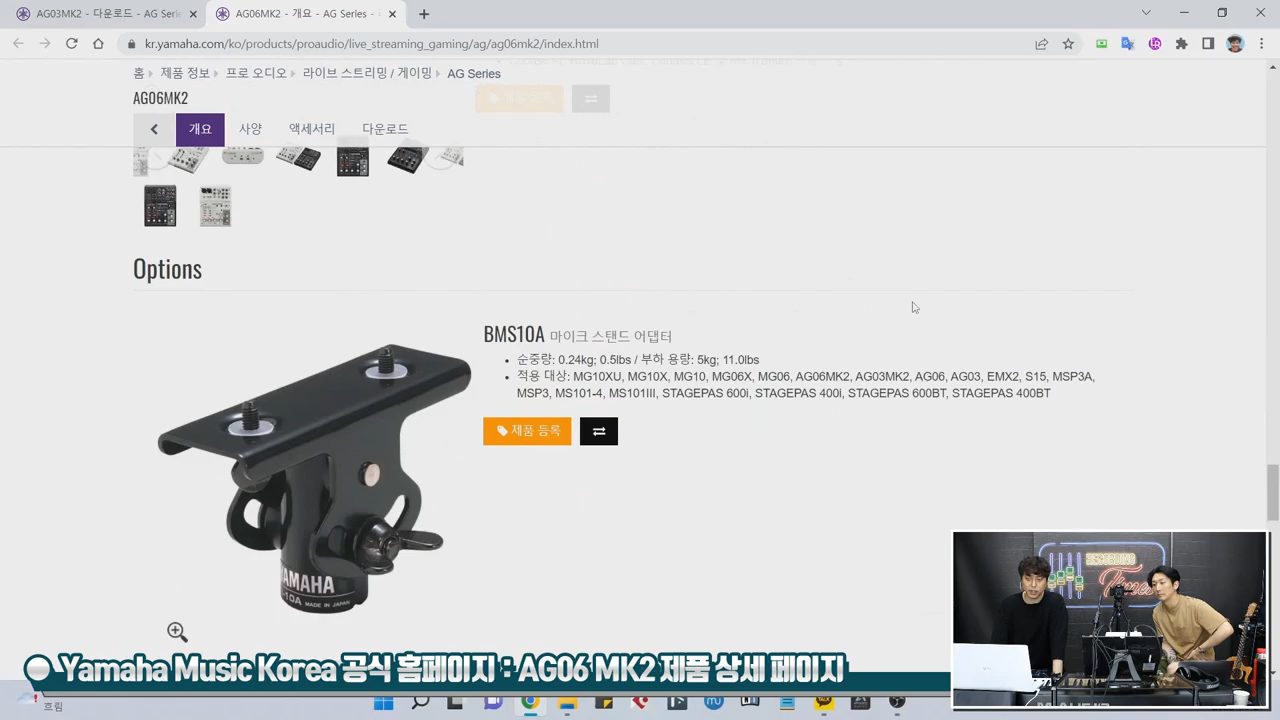 AG03MK2 - 다운로드 - AG Serie
AG06MK2 - 개요 - AG Series -
kr.yamaha.com/ko/products/proaudio/live_streaming_gaming/ag/ag06mk2/index.html
홈 제품 정보 프로 오디오 라이브 스트리밍 / 게이밍 AG Series
AG06MK2
개요 사양 액세서리 다운로드
Options
BMS10A 마이크 스탠드 어댑터
순중량: 0.24kg; 0.5lbs / 부하 용량: 5kg; 11.0lbs
적용 대상: MG10XU, MG10X, MG10, MG06X, MG06, AG06MK2, AG03MK2, AG06, AG03, EMX2, S15, MSP3A,
MSP3, MS101-4, MS101III, STAGEPAS 600i, STAGEPAS 400i, STAGEPAS 600BT, STAGEPAS 400BT
제품 등록
YAMAHA
-10A MADE IN JAPAN
RECORDING
Times
Yamaha Music Korea 공식 홈페이지 : AG06 MK2 제품 상세 페이지
흐림